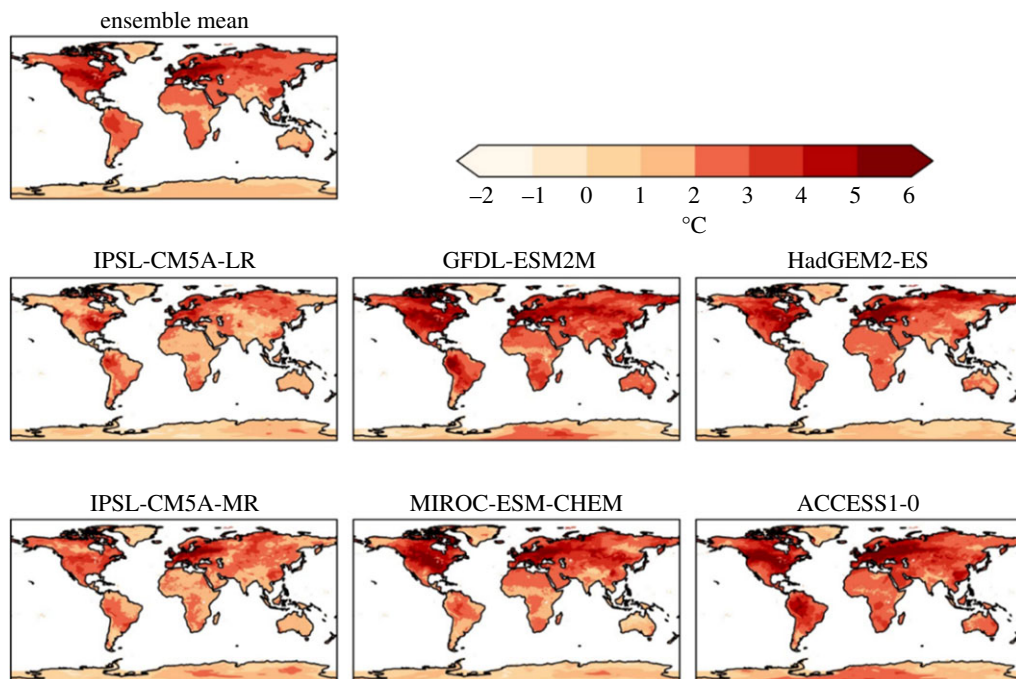 ensemble mean
–2 –1 0 1 2 3 4 5 6
°C
IPSL-CM5A-LR GFDL-ESM2M HadGEM2-ES
IPSL-CM5A-MR MIROC-ESM-CHEM ACCESS1-0